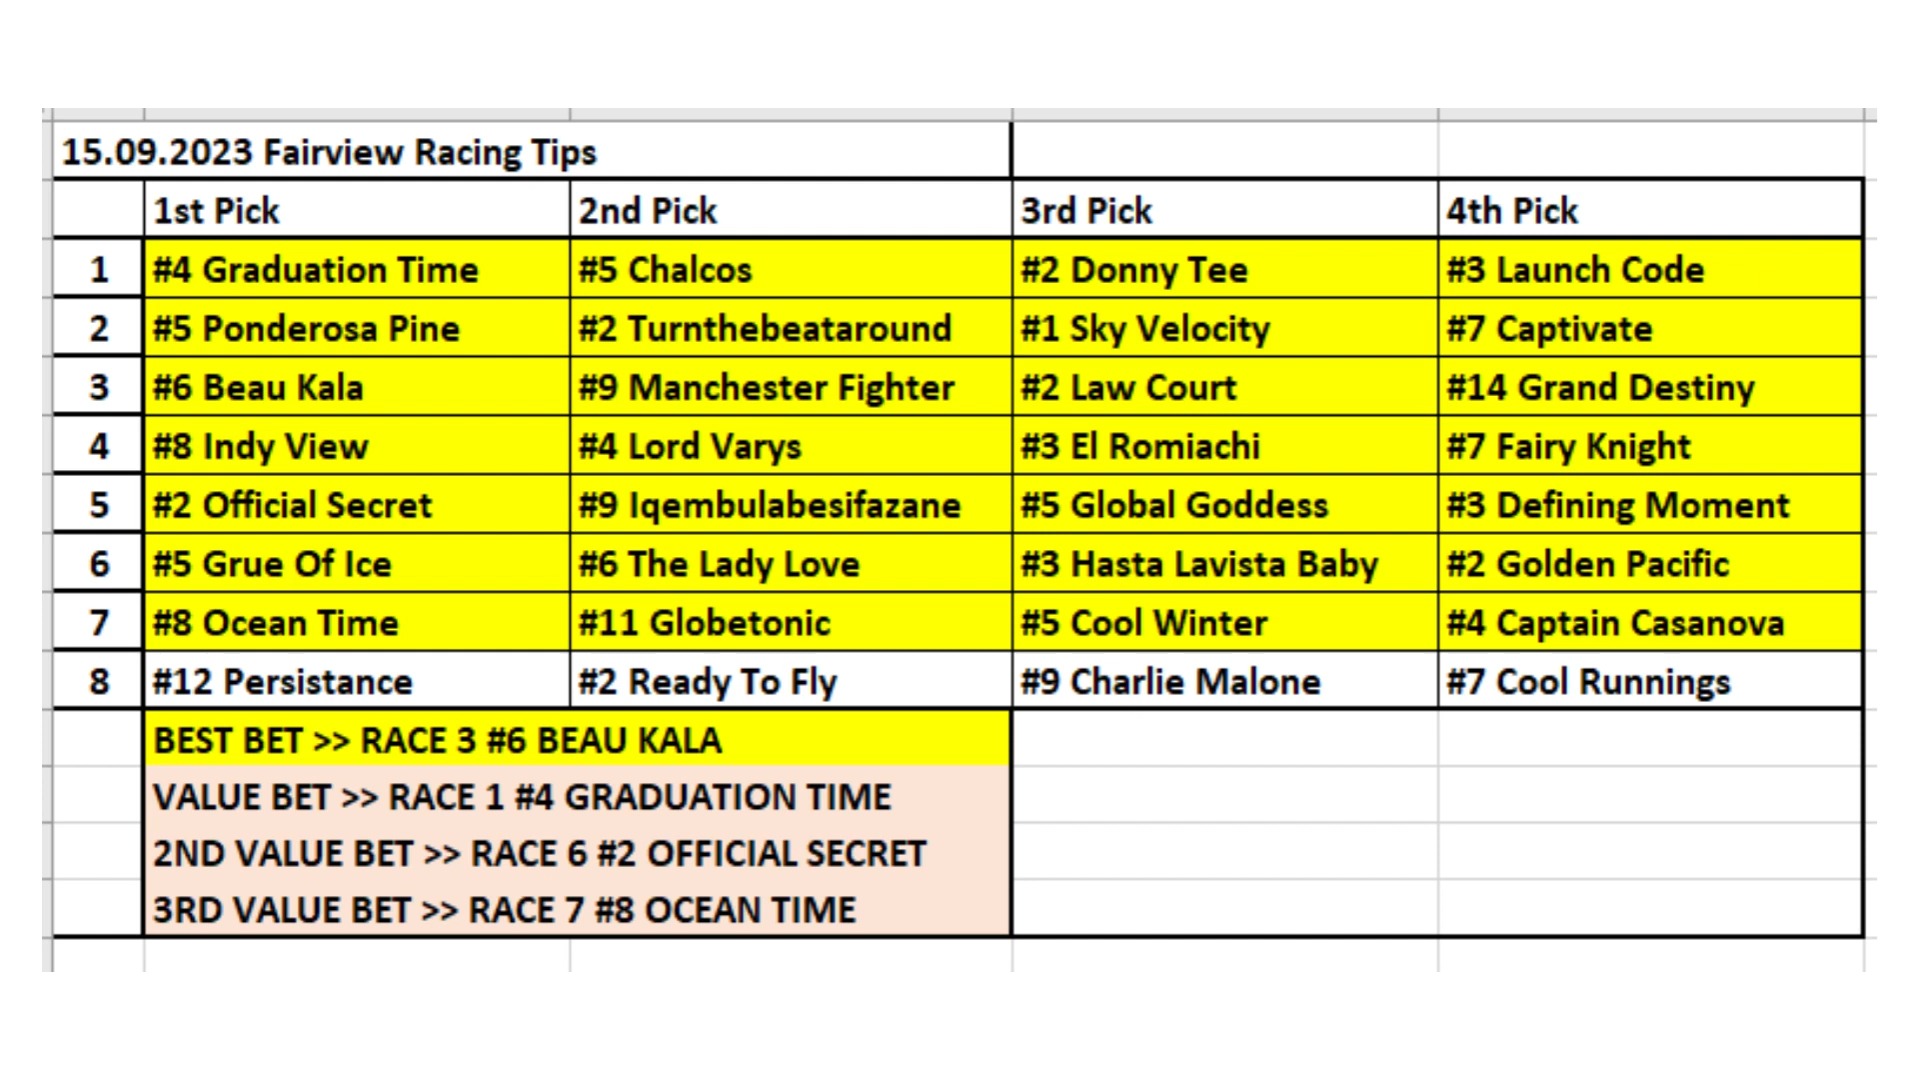 15.09.2023 Fairview Racing Tips
1st Pick 2nd Pick 3rd Pick 4th Pick
1 #4 Graduation Time #5 Chalcos #2 Donny Tee #3 Launch Code
2 #5 Ponderosa Pine #2 Turnthebeataround #1 Sky Velocity #7 Captivate
3 #6 Beau Kala #9 Manchester Fighter #2 Law Court #14 Grand Destiny
4 #8 Indy View #4 Lord Varys #3 El Romiachi #7 Fairy Knight
5 #2 Official Secret #9 Iqembulabesifazane #5 Global Goddess #3 Defining Moment
6 #5 Grue Of Ice #6 The Lady Love #3 Hasta Lavista Baby #2 Golden Pacific
7 #8 Ocean Time #11 Globetonic #5 Cool Winter #4 Captain Casanova
8 #12 Persistance #2 Ready To Fly #9 Charlie Malone #7 Cool Runnings
BEST BET >> RACE 3 #6 BEAU KALA
VALUE BET >> RACE 1 #4 GRADUATION TIME
2ND VALUE BET >> RACE 6 #2 OFFICIAL SECRET
3RD VALUE BET >> RACE 7 #8 OCEAN TIME